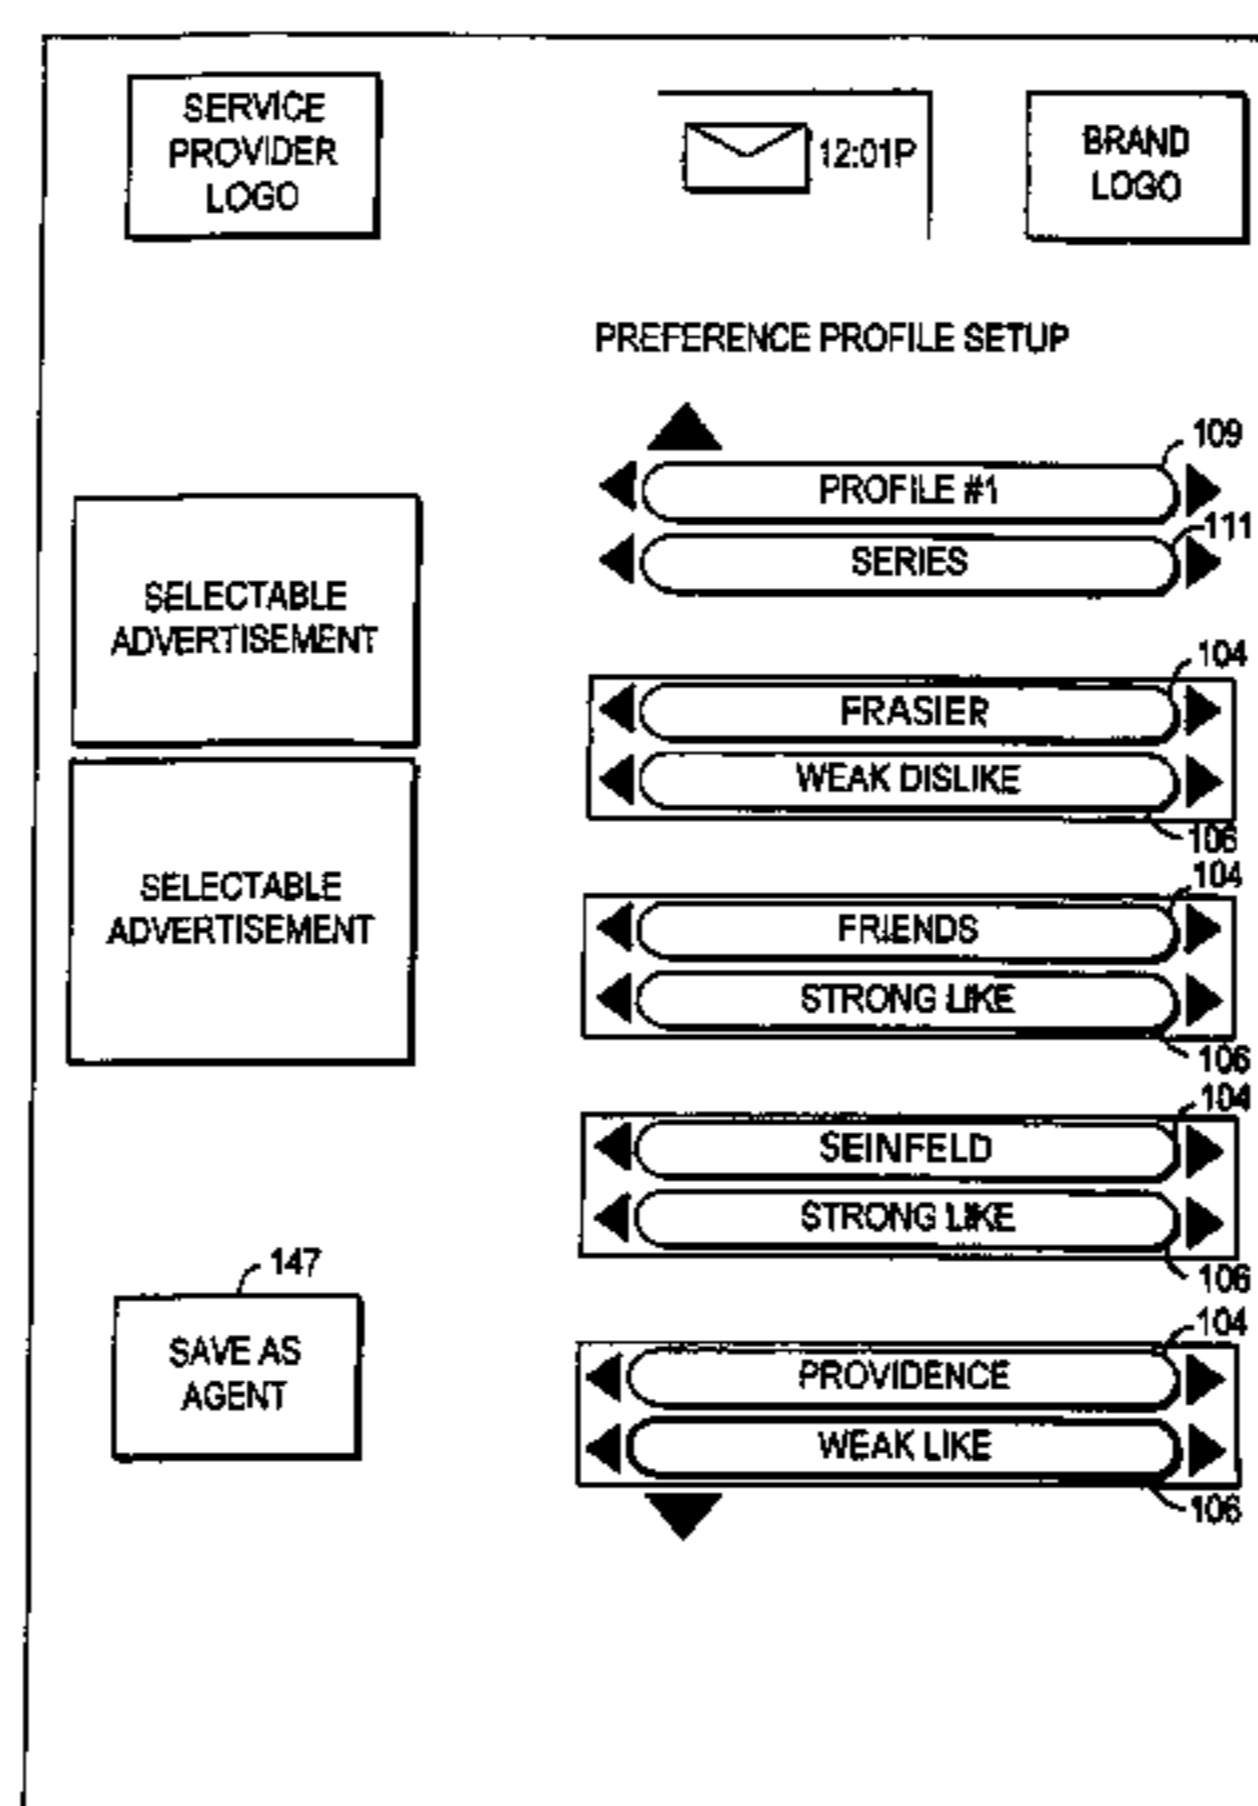 SERVICE
PROVIDER
LOGO
12:01P
BRAND
LOGO
PREFERENCE PROFILE SETUP
109
PROFILE #1
111
SERIES
SELECTABLE
ADVERTISEMENT
104
FRASIER
WEAK DISLIKE
106
SELECTABLE
ADVERTISEMENT
104
FRIENDS
STRONG LIKE
106
104
SEINFELD
STRONG LIKE
106
147
SAVE AS
AGENT
104
PROVIDENCE
WEAK LIKE
106